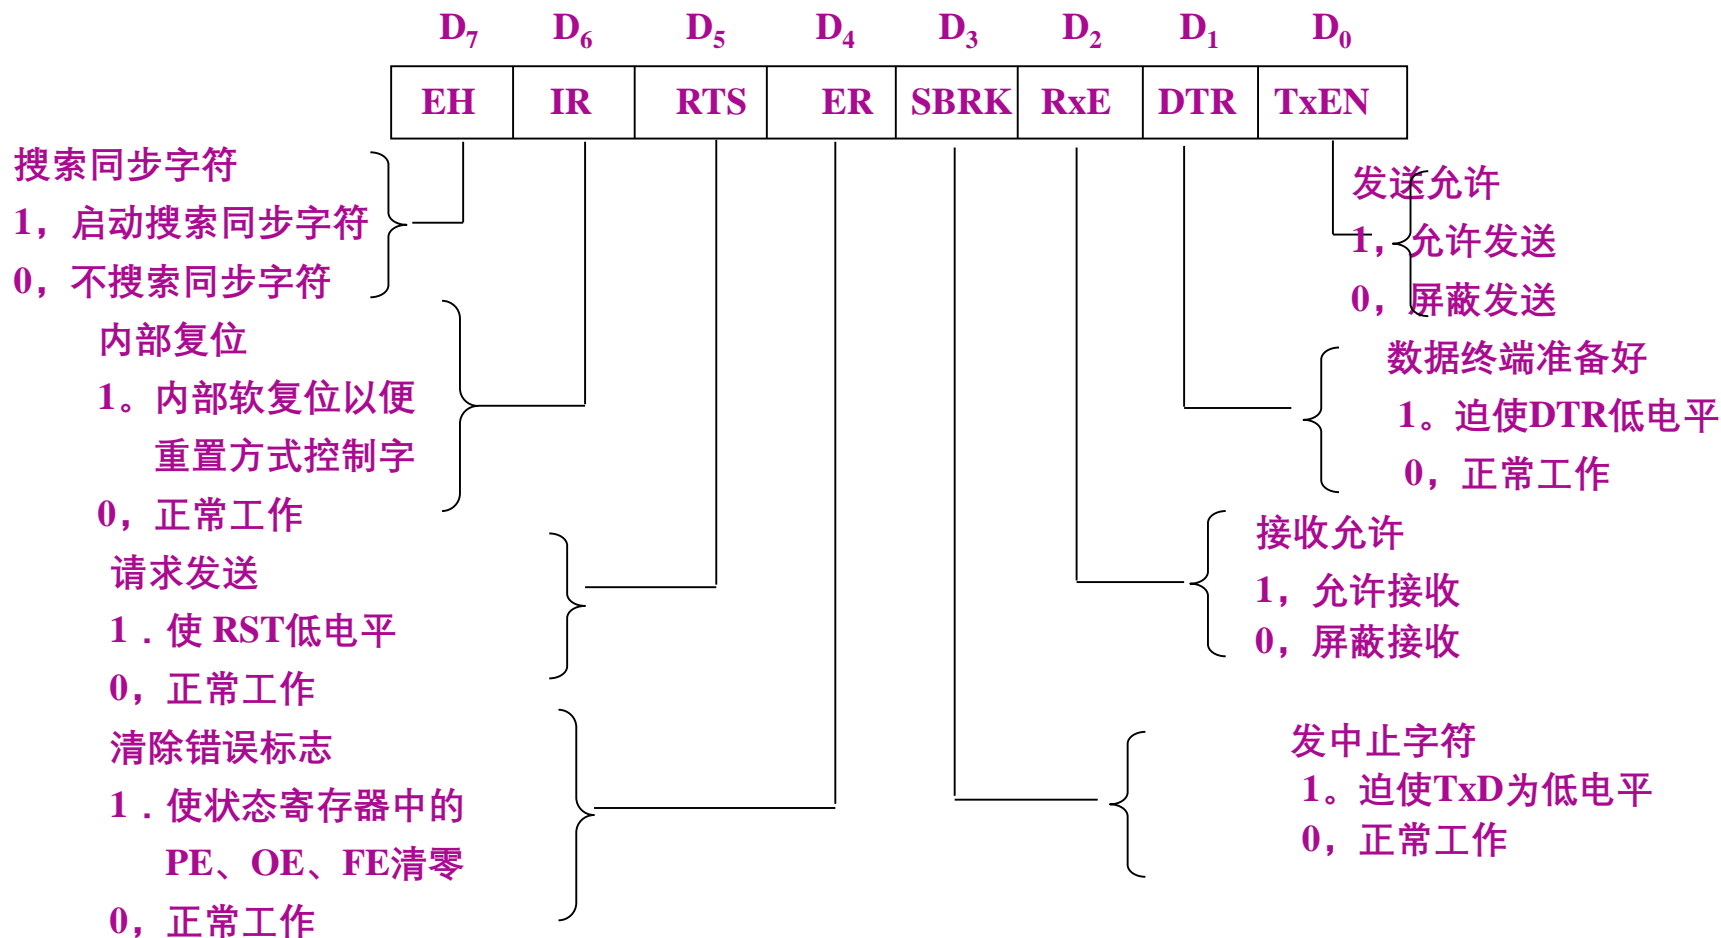 D7 D6 D5 D4 D3 D2 D1 D0
EH IR RTS ER SBRK RxE DTR TxEN
搜索同步字符
1，启动搜索同步字符
0，不搜索同步字符
内部复位
1。内部软复位以便
重置方式控制字
0，正常工作
请求发送
1．使 RST低电平
0，正常工作
清除错误标志
1．使状态寄存器中的
PE、OE、FE清零
0，正常工作
发送允许
1，允许发送
0，屏蔽发送
数据终端准备好
1。迫使DTR低电平
0，正常工作
接收允许
1，允许接收
0，屏蔽接收
发中止字符
1。迫使TxD为低电平
0，正常工作